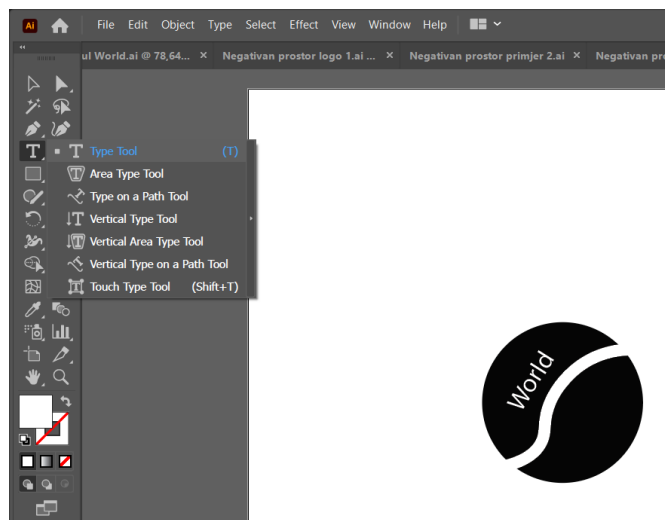 Ai File Edit Object Type Select Effect View Window Help
ul World.ai @ 78,64... × Negativan prostor logo 1.ai ... × Negativan prostor primjer 2.ai ×
Type Tool (T)
Area Type Tool
Type on a Path Tool
Vertical Type Tool
Vertical Area Type Tool
Vertical Type on a Path Tool
Touch Type Tool (Shift+T)
World